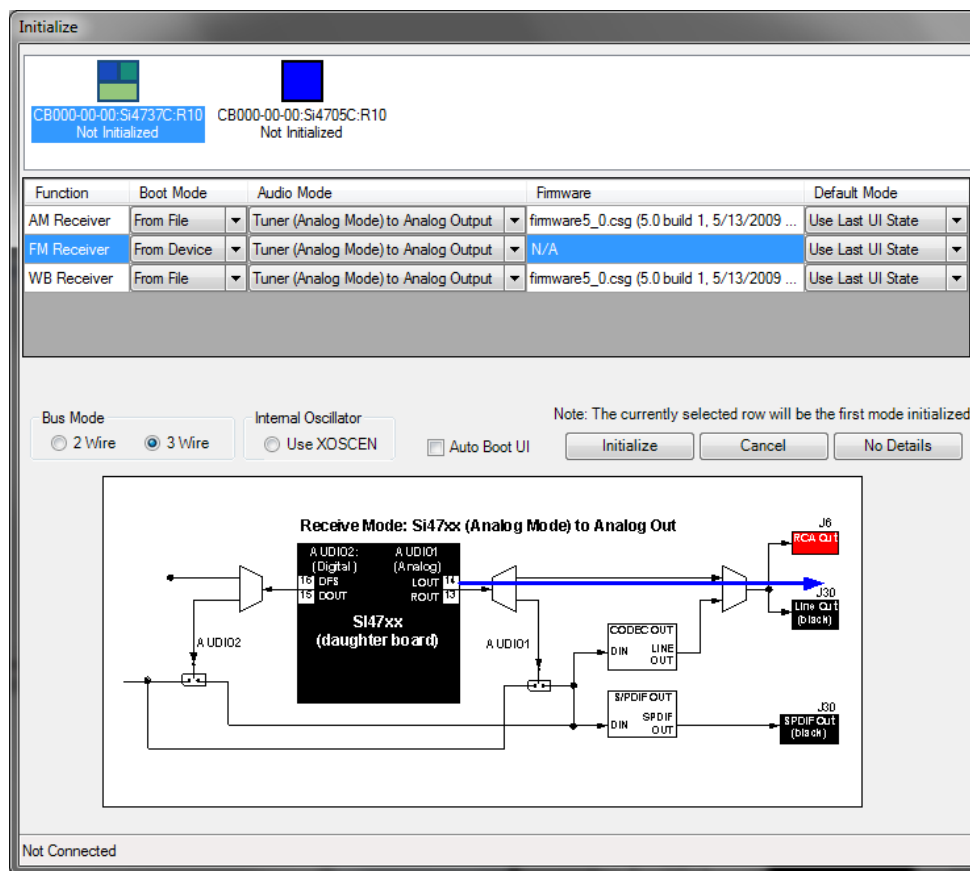 Initialize
CB000-00-00:Si4737C:R10 CB000-00-00:Si4705C:R10
Not Initialized Not Initialized
Function Boot Mode Audio Mode Firmware Default Mode
AM Receiver From File Tuner (Analog Mode) to Analog Output firmware5_0.csg (5.0 build 1, 5/13/2009 ... Use Last UI State
FM Receiver From Device Tuner (Analog Mode) to Analog Output N/A Use Last UI State
WB Receiver From File Tuner (Analog Mode) to Analog Output firmware5_0.csg (5.0 build 1, 5/13/2009 ... Use Last UI State
Bus Mode Internal Oscillator Note: The currently selected row will be the first mode initialized
2 Wire 3 Wire Use XOSCEN Auto Boot UI Initialize Cancel No Details
Receive Mode: Si47xx (Analog Mode) to Analog Out
J6
RCA Out
AUDIO2: AUDIO1
(Digital) (Analog)
16 DFS LOUT 14
15 DOUT ROUT 13
J30
Line Out
(black)
Si47xx
(daughter board)
AUDIO2 AUDIO1
CODEC OUT
DIN LINE
OUT
S/PDIF OUT
DIN SPDIF
OUT
J30
SPDIF Out
(black)
Not Connected